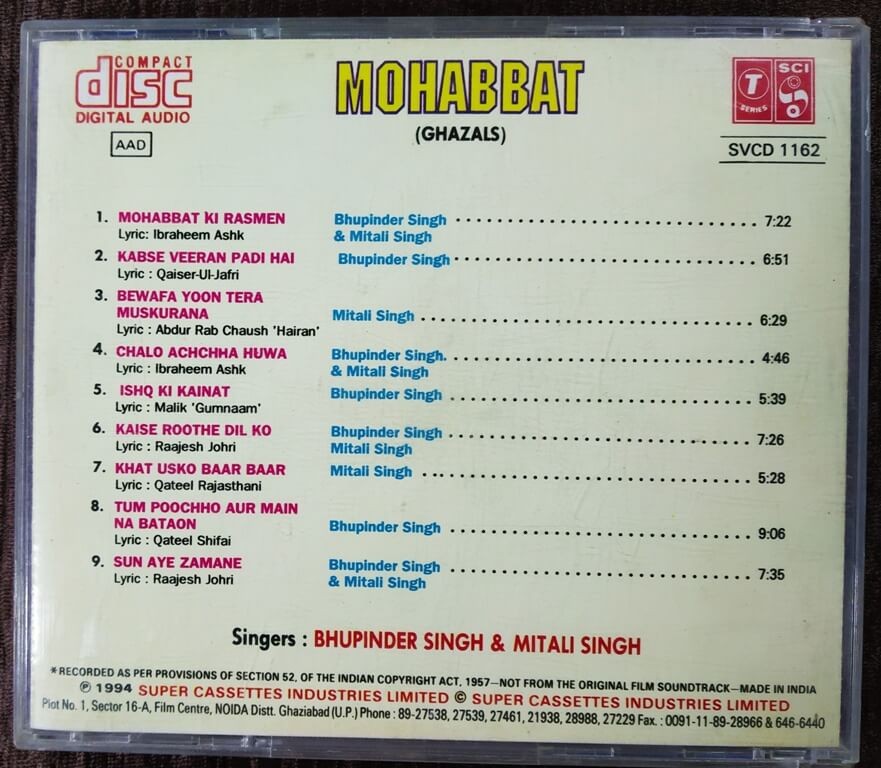 COMPACT
disc
DIGITAL AUDIO
AAD
MOHABBAT
(GHAZALS)
T
SERIES
SCI
SVCD 1162
1. MOHABBAT KI RASMEN Bhupinder Singh .......... 7:22
Lyric: Ibraheem Ashk & Mitali Singh
2. KABSE VEERAN PADI HAI Bhupinder Singh .......... 6:51
Lyric : Qaiser-Ul-Jafri
3. BEWAFA YOON TERA
MUSKURANA Mitali Singh .......... 6:29
Lyric : Abdur Rab Chaush 'Hairan'
4. CHALO ACHCHHA HUWA Bhupinder Singh. .......... 4:46
Lyric : Ibraheem Ashk & Mitali Singh
5. ISHQ KI KAINAT Bhupinder Singh .......... 5:39
Lyric : Malik 'Gumnaam'
6. KAISE ROOTHE DIL KO Bhupinder Singh .......... 7:26
Lyric : Raajesh Johri Mitali Singh
7. KHAT USKO BAAR BAAR Mitali Singh .......... 5:28
Lyric : Qateel Rajasthani
8. TUM POOCHHO AUR MAIN
NA BATAON Bhupinder Singh .......... 9:06
Lyric : Qateel Shifai
9. SUN AYE ZAMANE Bhupinder Singh .......... 7:35
Lyric : Raajesh Johri & Mitali Singh
Singers : BHUPINDER SINGH & MITALI SINGH
*RECORDED AS PER PROVISIONS OF SECTION 52, OF THE INDIAN COPYRIGHT ACT, 1957—NOT FROM THE ORIGINAL FILM SOUNDTRACK—MADE IN INDIA
℗ 1994 SUPER CASSETTES INDUSTRIES LIMITED © SUPER CASSETTES INDUSTRIES LIMITED
Plot No. 1, Sector 16-A, Film Centre, NOIDA Distt. Ghaziabad (U.P.) Phone : 89-27538, 27539, 27461, 21938, 28988, 27229 Fax. : 0091-11-89-28966 & 646-6440